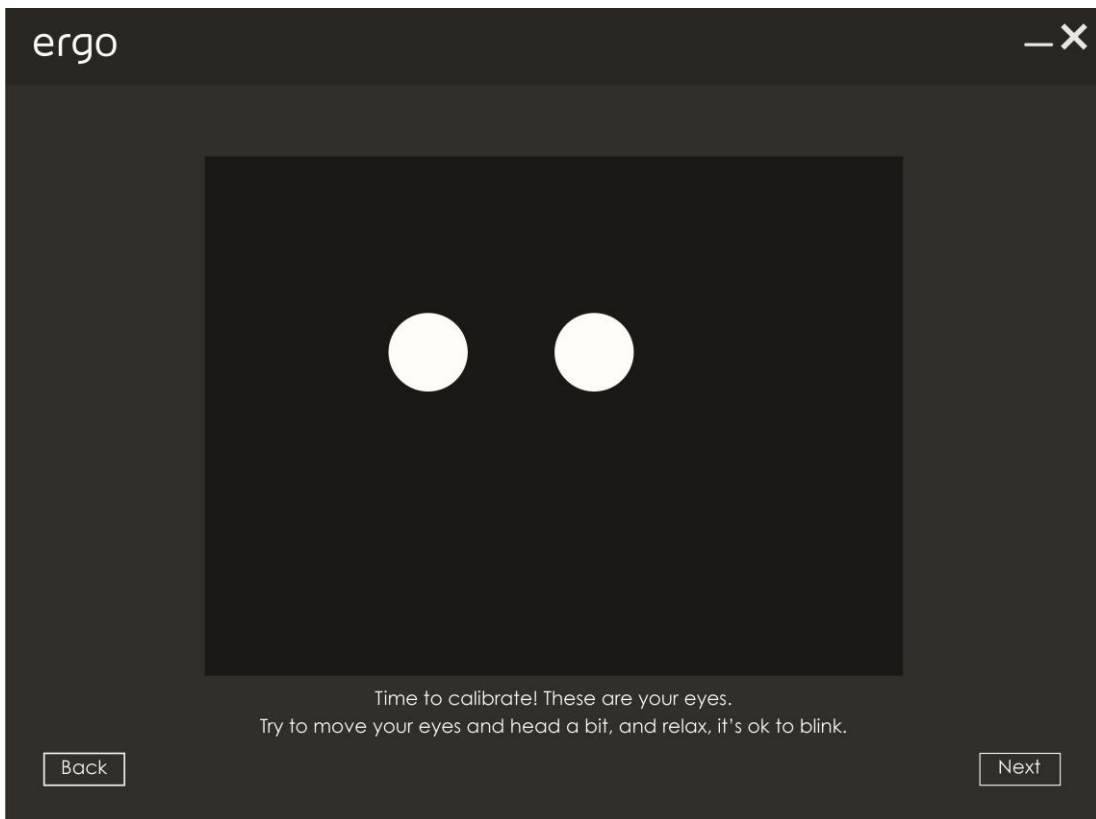 ergo
Time to calibrate! These are your eyes.
Try to move your eyes and head a bit, and relax, it's ok to blink.
Back
Next